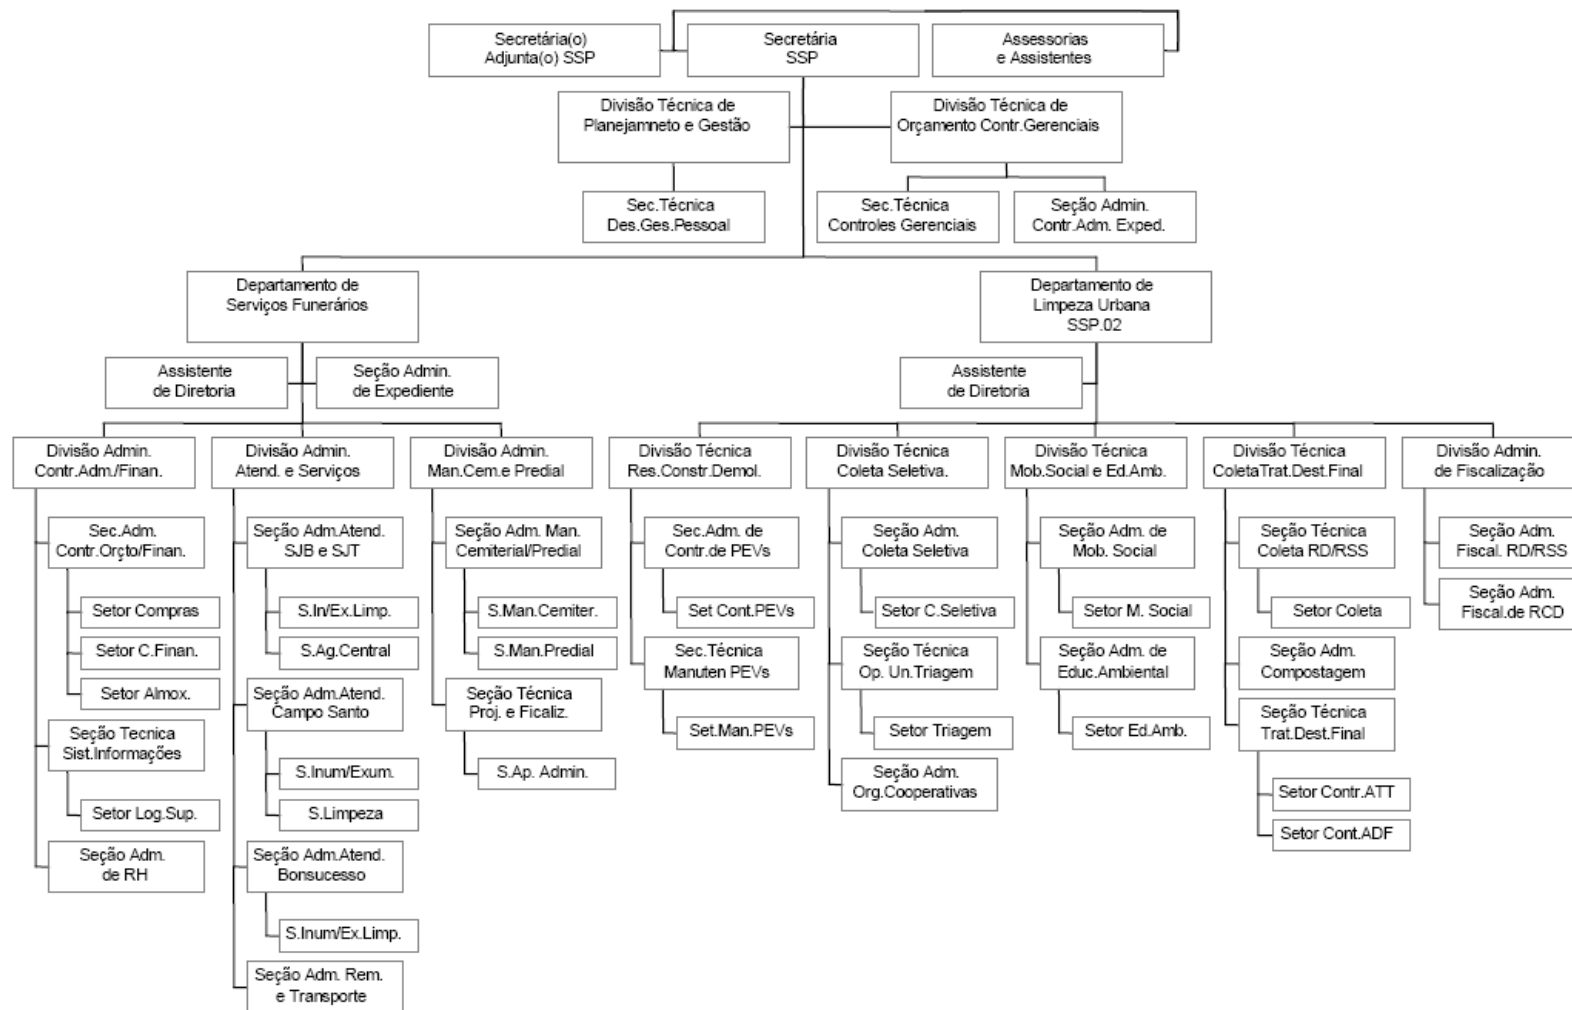 Secretária(o)
Adjunta(o) SSP
Secretária
SSP
Assessorias
e Assistentes
Divisão Técnica de
Planejamneto e Gestão
Divisão Técnica de
Orçamento Contr.Gerenciais
Sec.Técnica
Des.Ges.Pessoal
Sec.Técnica
Controles Gerenciais
Seção Admin.
Contr.Adm. Exped.
Departamento de
Serviços Funerários
Departamento de
Limpeza Urbana
SSP.02
Assistente
de Diretoria
Seção Admin.
de Expediente
Assistente
de Diretoria
Divisão Admin.
Contr.Adm./Finan.
Divisão Admin.
Atend. e Serviços
Divisão Admin.
Man.Cem.e Predial
Divisão Técnica
Res.Constr.Demol.
Divisão Técnica
Coleta Seletiva.
Divisão Técnica
Mob.Social e Ed.Amb.
Divisão Técnica
ColetaTrat.Dest.Final
Divisão Admin.
de Fiscalização
Sec.Adm.
Contr.Orçto/Finan.
Setor Compras
Setor C.Finan.
Setor Almox.
Seção Tecnica
Sist.Informações
Setor Log.Sup.
Seção Adm.
de RH
Seção Adm.Atend.
SJB e SJT
S.In/Ex.Limp.
S.Ag.Central
Seção Adm.Atend.
Campo Santo
S.Inum/Exum.
S.Limpeza
Seção Adm.Atend.
Bonsucesso
S.Inum/Ex.Limp.
Seção Adm. Rem.
e Transporte
Seção Adm. Man.
Cemiterial/Predial
S.Man.Cemiter.
S.Man.Predial
Seção Técnica
Proj. e Ficaliz.
S.Ap. Admin.
Sec.Adm. de
Contr.de PEVs
Set Cont.PEVs
Sec.Técnica
Manuten PEVs
Set.Man.PEVs
Seção Adm.
Coleta Seletiva
Setor C.Seletiva
Seção Técnica
Op. Un.Triagem
Setor Triagem
Seção Adm.
Org.Cooperativas
Seção Adm. de
Mob. Social
Setor M. Social
Seção Adm. de
Educ.Ambiental
Setor Ed.Amb.
Seção Técnica
Coleta RD/RSS
Setor Coleta
Seção Adm.
Compostagem
Seção Técnica
Trat.Dest.Final
Setor Contr.ATT
Setor Cont.ADF
Seção Adm.
Fiscal. RD/RSS
Seção Adm.
Fiscal.de RCD